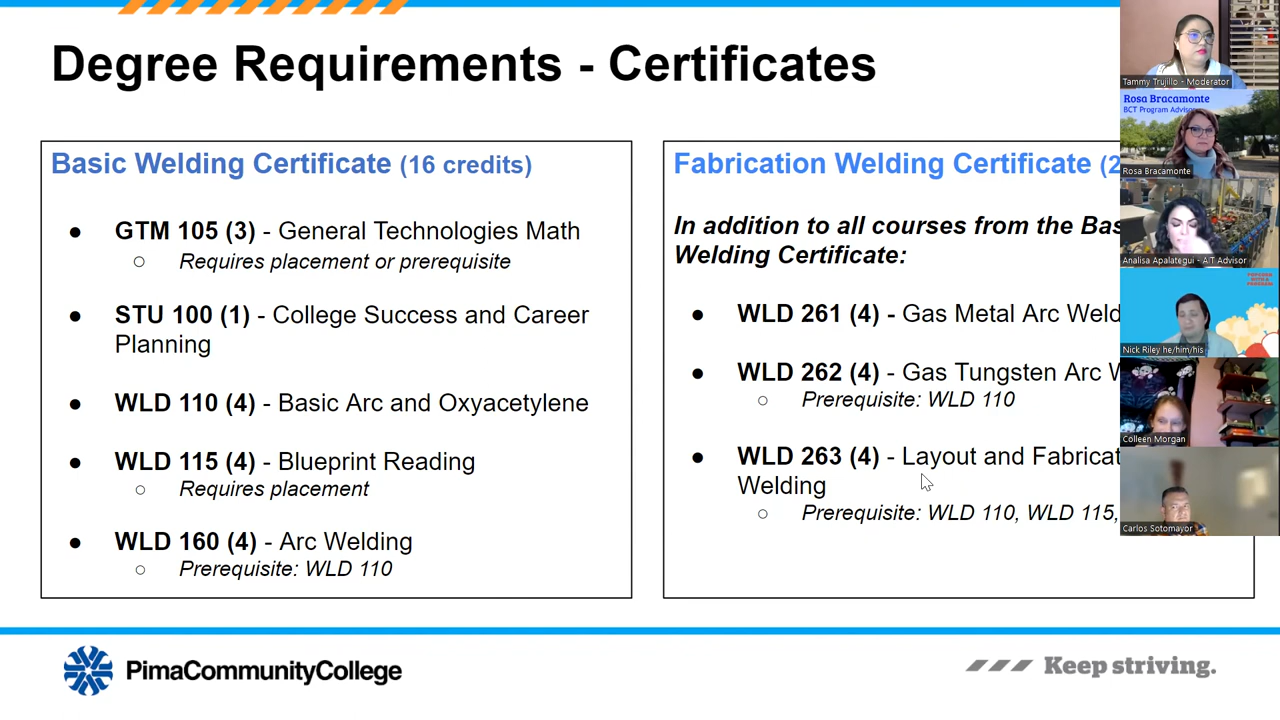 Degree Requirements - Certificates
Basic Welding Certificate (16 credits)
● GTM 105 (3) - General Technologies Math
○ Requires placement or prerequisite
● STU 100 (1) - College Success and Career
Planning
● WLD 110 (4) - Basic Arc and Oxyacetylene
● WLD 115 (4) - Blueprint Reading
○ Requires placement
● WLD 160 (4) - Arc Welding
○ Prerequisite: WLD 110
Fabrication Welding Certificate (2
In addition to all courses from the Bas
Welding Certificate:
● WLD 261 (4) - Gas Metal Arc Weld
● WLD 262 (4) - Gas Tungsten Arc W
○ Prerequisite: WLD 110
● WLD 263 (4) - Layout and Fabricat
Welding
○ Prerequisite: WLD 110, WLD 115,
Tammy Trujillo - Moderator
Rosa Bracamonte
BCT Program Advisor
Rosa Bracamonte
Analisa Apalategui - AIT Advisor
Nick Riley he/him/his
Colleen Morgan
Carlos Sotomayor
PimaCommunityCollege
Keep striving.